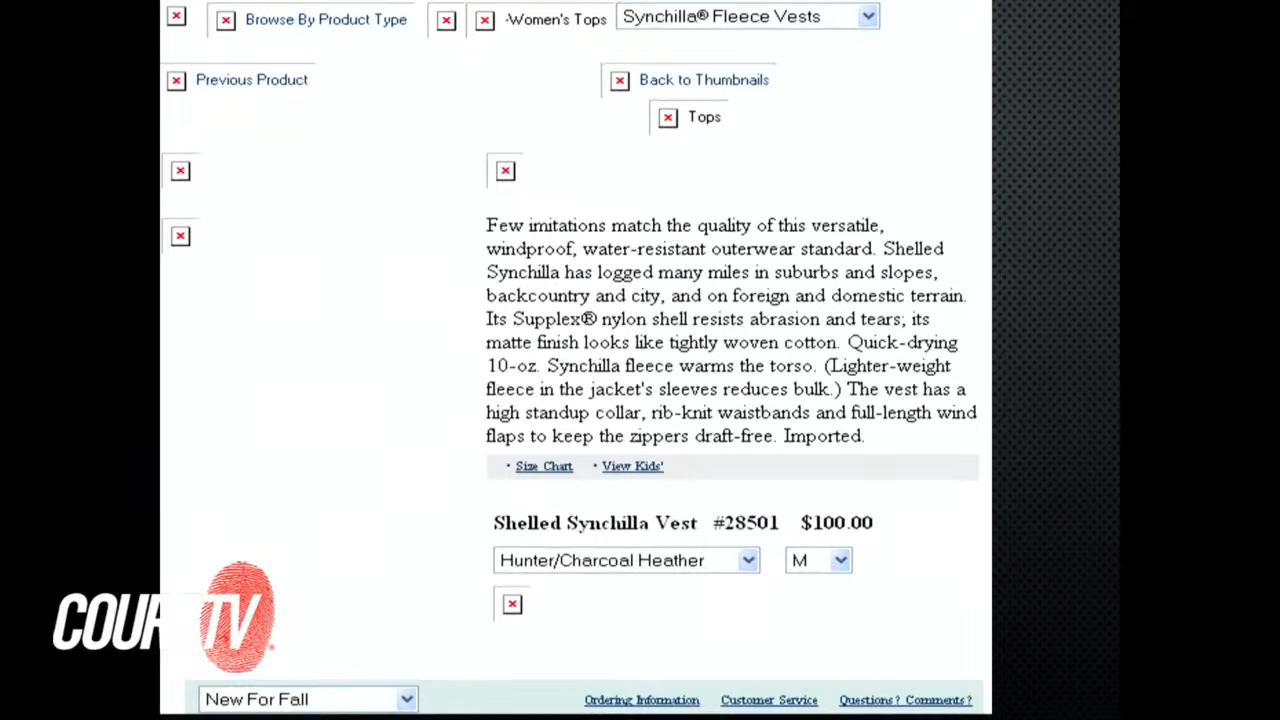 Browse By Product Type
-Women's Tops
Synchilla® Fleece Vests
Previous Product
Back to Thumbnails
Tops
Few imitations match the quality of this versatile,
windproof, water-resistant outerwear standard. Shelled
Synchilla has logged many miles in suburbs and slopes,
backcountry and city, and on foreign and domestic terrain.
Its Supplex® nylon shell resists abrasion and tears; its
matte finish looks like tightly woven cotton. Quick-drying
10-oz. Synchilla fleece warms the torso. (Lighter-weight
fleece in the jacket's sleeves reduces bulk.) The vest has a
high standup collar, rib-knit waistbands and full-length wind
flaps to keep the zippers draft-free. Imported.
· Size Chart · View Kids'
Shelled Synchilla Vest #28501 $100.00
Hunter/Charcoal Heather M
COURT TV
New For Fall
Ordering Information Customer Service Questions? Comments?